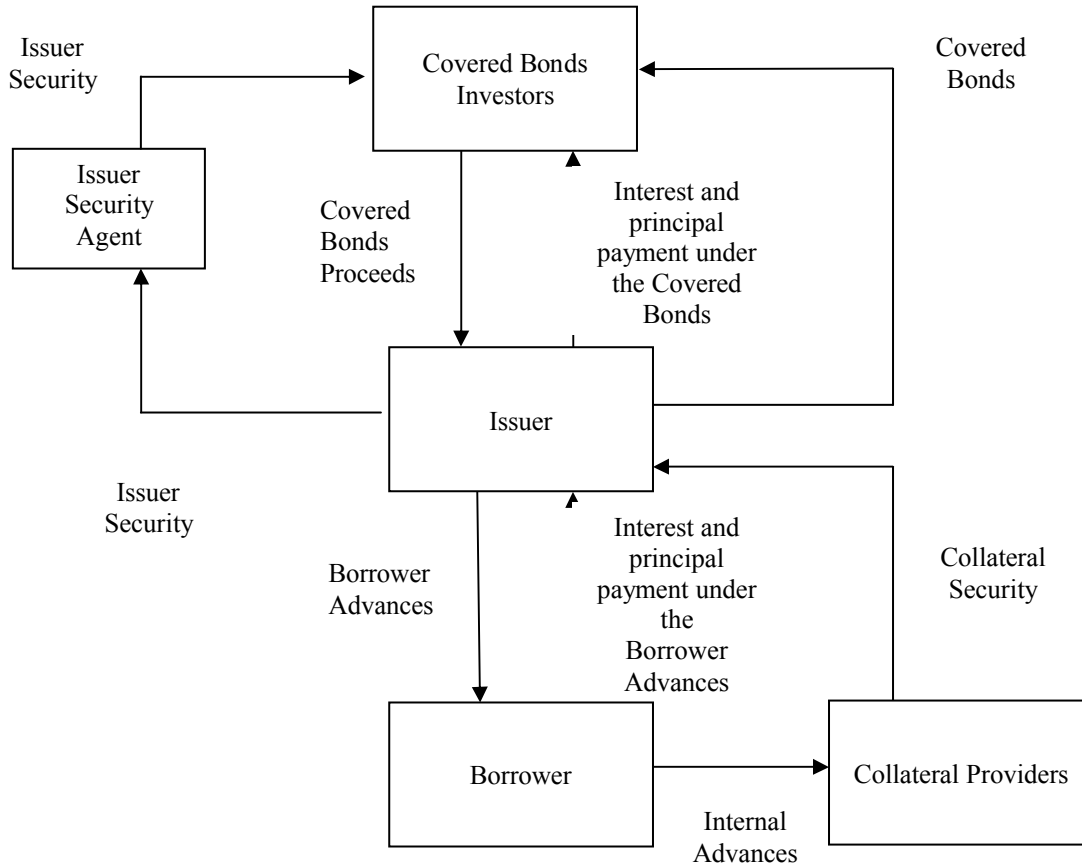 Issuer
Security
Covered Bonds
Investors
Covered
Bonds
Issuer
Security
Agent
Covered
Bonds
Proceeds
Interest and
principal
payment under
the Covered
Bonds
Issuer
Issuer
Security
Borrower
Advances
Interest and
principal
payment under
the
Borrower
Advances
Collateral
Security
Borrower
Collateral Providers
Internal
Advances